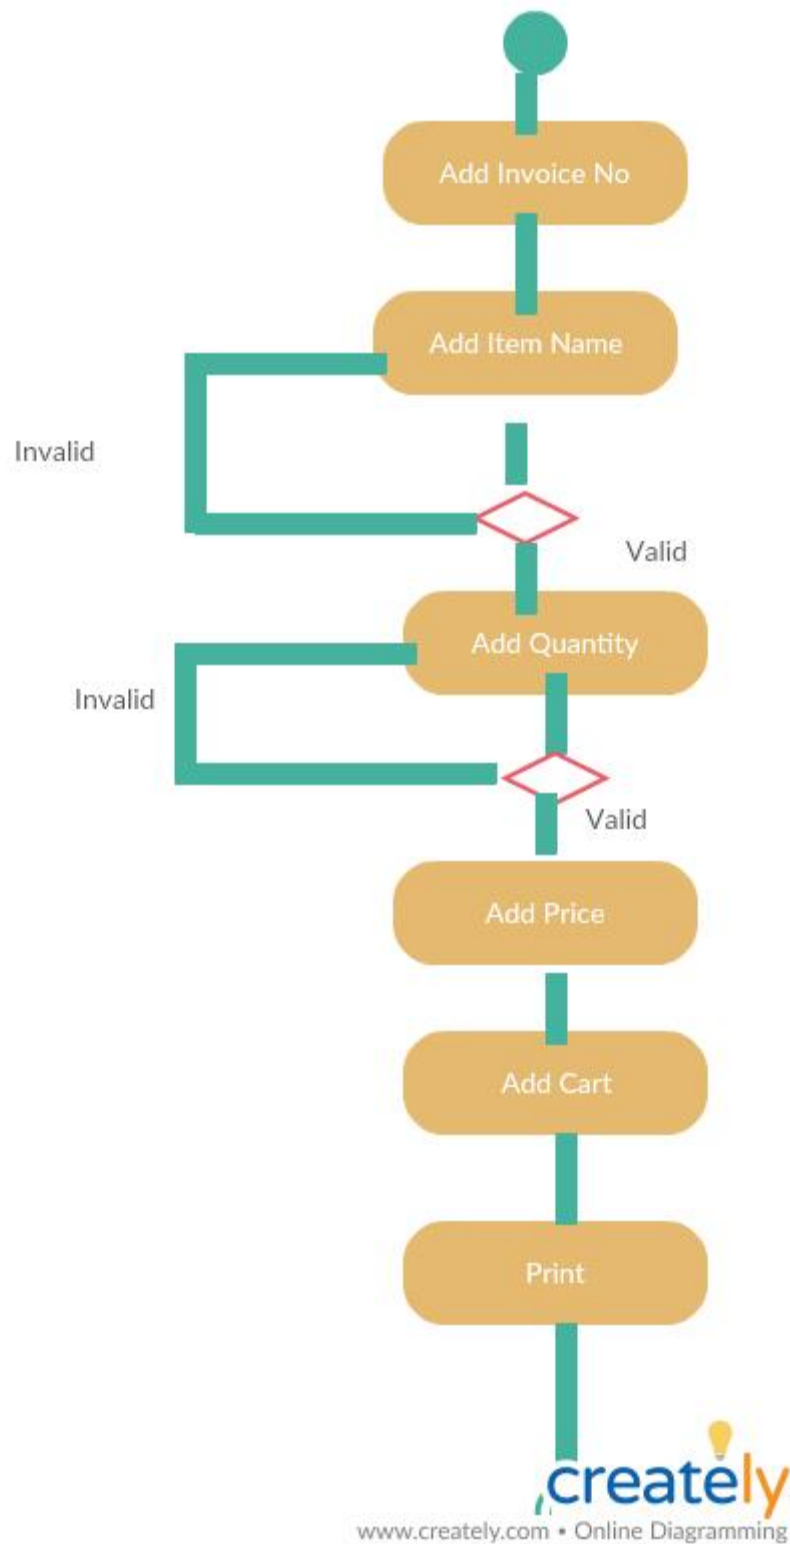 Add Invoice No
Add Item Name
Invalid
Valid
Add Quantity
Invalid
Valid
Add Price
Add Cart
Print
creately
www.creately.com • Online Diagramming